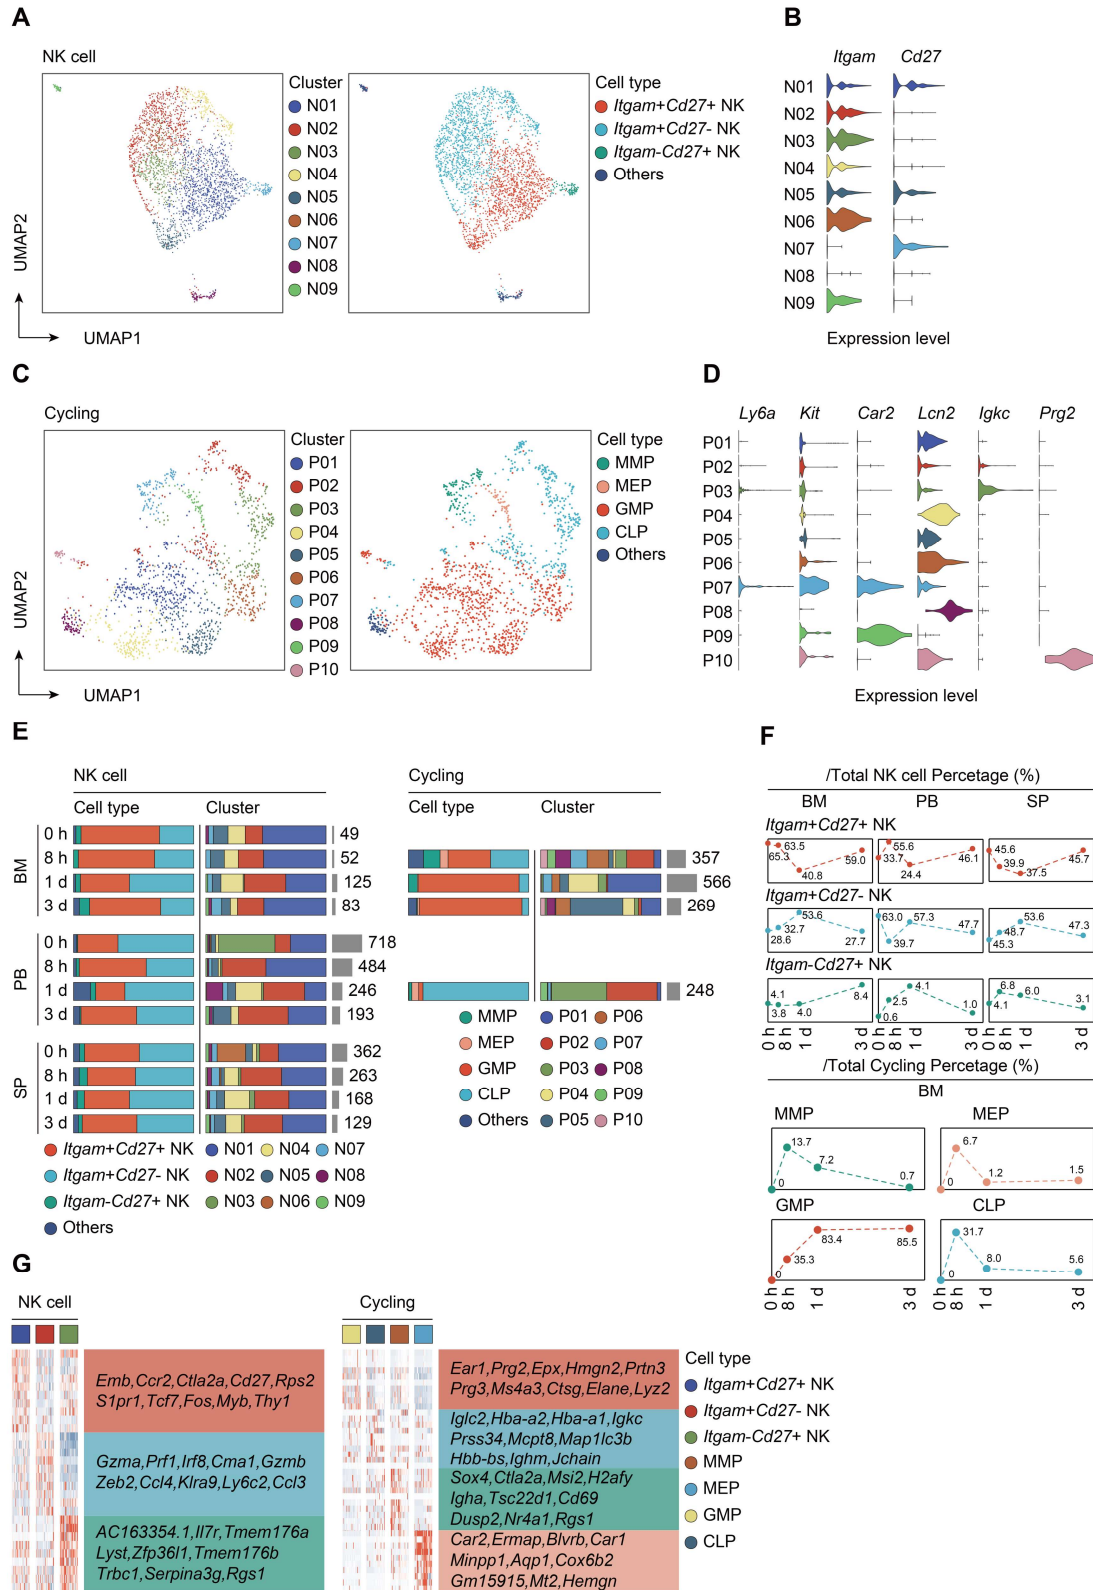 A
NK cell
Cluster
N01
N02
N03
N04
N05
N06
N07
N08
N09
Cell type
Itgam+Cd27+ NK
Itgam+Cd27- NK
Itgam-Cd27+ NK
Others
UMAP2
UMAP1
B
Itgam Cd27
N01
N02
N03
N04
N05
N06
N07
N08
N09
Expression level
C
Cycling
Cluster
P01
P02
P03
P04
P05
P06
P07
P08
P09
P10
Cell type
MMP
MEP
GMP
CLP
Others
UMAP2
UMAP1
D
Ly6a Kit Car2 Lcn2 Igkc Prg2
P01
P02
P03
P04
P05
P06
P07
P08
P09
P10
Expression level
E
NK cell
Cell type Cluster
BM
0 h 49
8 h 52
1 d 125
3 d 83
PB
0 h 718
8 h 484
1 d 246
3 d 193
SP
0 h 362
8 h 263
1 d 168
3 d 129
Itgam+Cd27+ NK
Itgam+Cd27- NK
Itgam-Cd27+ NK
Others
N01 N04 N07
N02 N05 N08
N03 N06 N09
Cycling
Cell type Cluster
357
566
269
248
MMP P01 P06
MEP P02 P07
GMP P03 P08
CLP P04 P09
Others P05 P10
F
/Total NK cell Percetage (%)
BM PB SP
Itgam+Cd27+ NK
65.3 63.5 40.8 59.0
33.7 55.6 24.4 46.1
45.6 39.9 37.5 45.7
Itgam+Cd27- NK
28.6 32.7 53.6 27.7
63.0 39.7 57.3 47.7
45.3 48.7 53.6 47.3
Itgam-Cd27+ NK
4.1 3.8 4.0 8.4
0.6 2.5 4.1 1.0
4.1 6.8 6.0 3.1
0 h 8 h 1 d 3 d 0 h 8 h 1 d 3 d 0 h 8 h 1 d 3 d
/Total Cycling Percentage (%)
BM
MMP MEP
0 13.7 7.2 0.7
0 6.7 1.2 1.5
GMP CLP
0 35.3 83.4 85.5
0 31.7 8.0 5.6
0 h 8 h 1 d 3 d 0 h 8 h 1 d 3 d
G
NK cell
Emb,Ccr2,Ctla2a,Cd27,Rps2
S1pr1,Tcf7,Fos,Myb,Thy1
Gzma,Prf1,Irf8,Cma1,Gzmb
Zeb2,Ccl4,Klra9,Ly6c2,Ccl3
AC163354.1,Il7r,Tmem176a
Lyst,Zfp36l1,Tmem176b
Trbc1,Serpina3g,Rgs1
Cycling
Ear1,Prg2,Epx,Hmgn2,Prtn3
Prg3,Ms4a3,Ctsg,Elane,Lyz2
Iglc2,Hba-a2,Hba-a1,Igkc
Prss34,Mcpt8,Map1lc3b
Hbb-bs,Ighm,Jchain
Sox4,Ctla2a,Msi2,H2afy
Igha,Tsc22d1,Cd69
Dusp2,Nr4a1,Rgs1
Car2,Ermap,Blvrb,Car1
Minpp1,Aqp1,Cox6b2
Gm15915,Mt2,Hemgn
Cell type
Itgam+Cd27+ NK
Itgam+Cd27- NK
Itgam-Cd27+ NK
MMP
MEP
GMP
CLP